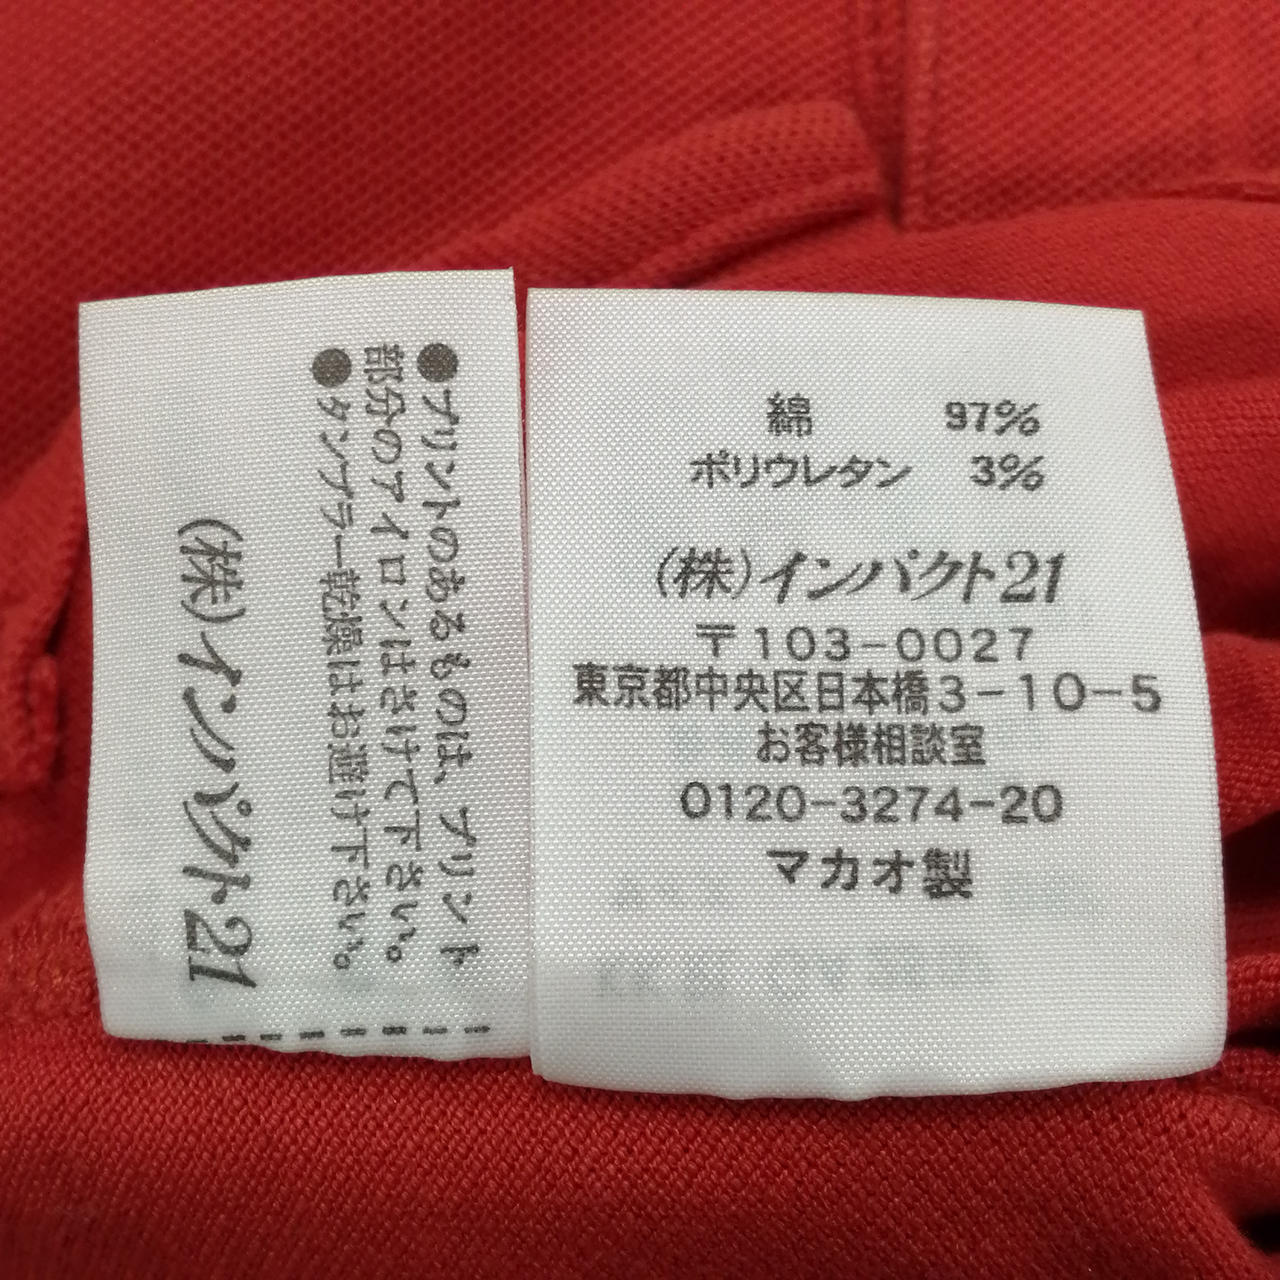 ●プリントのあるものは、プリント
部分のアイロンはさけて下さい。
●タンブラー乾燥はお避け下さい。
(株)インパクト21
綿 97%
ポリウレタン 3%
(株)インパクト21
〒103-0027
東京都中央区日本橋3-10-5
お客様相談室
0120-3274-20
マカオ製